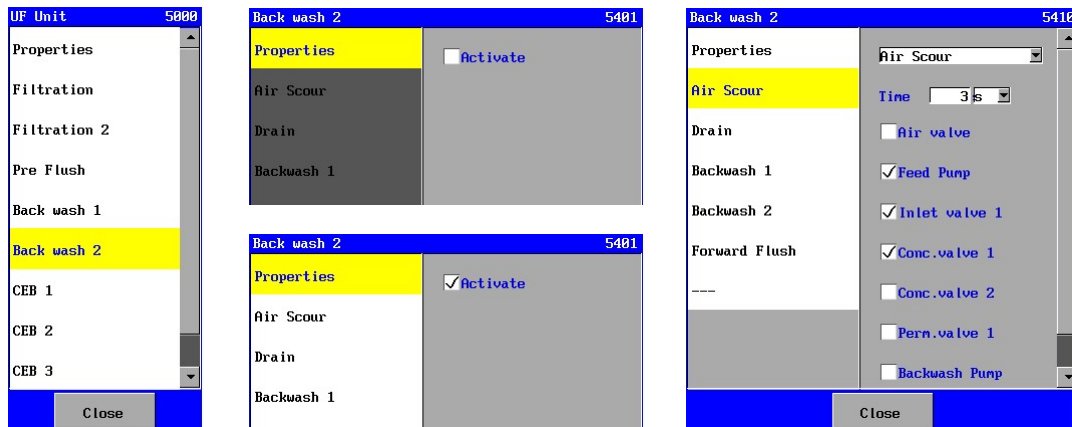 UF Unit 5000
Properties
Filtration
Filtration 2
Pre Flush
Back wash 1
Back wash 2
CEB 1
CEB 2
CEB 3
Close
Back wash 2 5401
Properties
Activate
Air Scour
Drain
Backwash 1
Back wash 2 5401
Properties
Activate
Air Scour
Drain
Backwash 1
Back wash 2 5410
Properties
Air Scour
Drain
Backwash 1
Backwash 2
Forward Flush
---
Air Scour
Time 3 s
Air valve
Feed Pump
Inlet valve 1
Conc.valve 1
Conc.valve 2
Perm.valve 1
Backwash Pump
Close